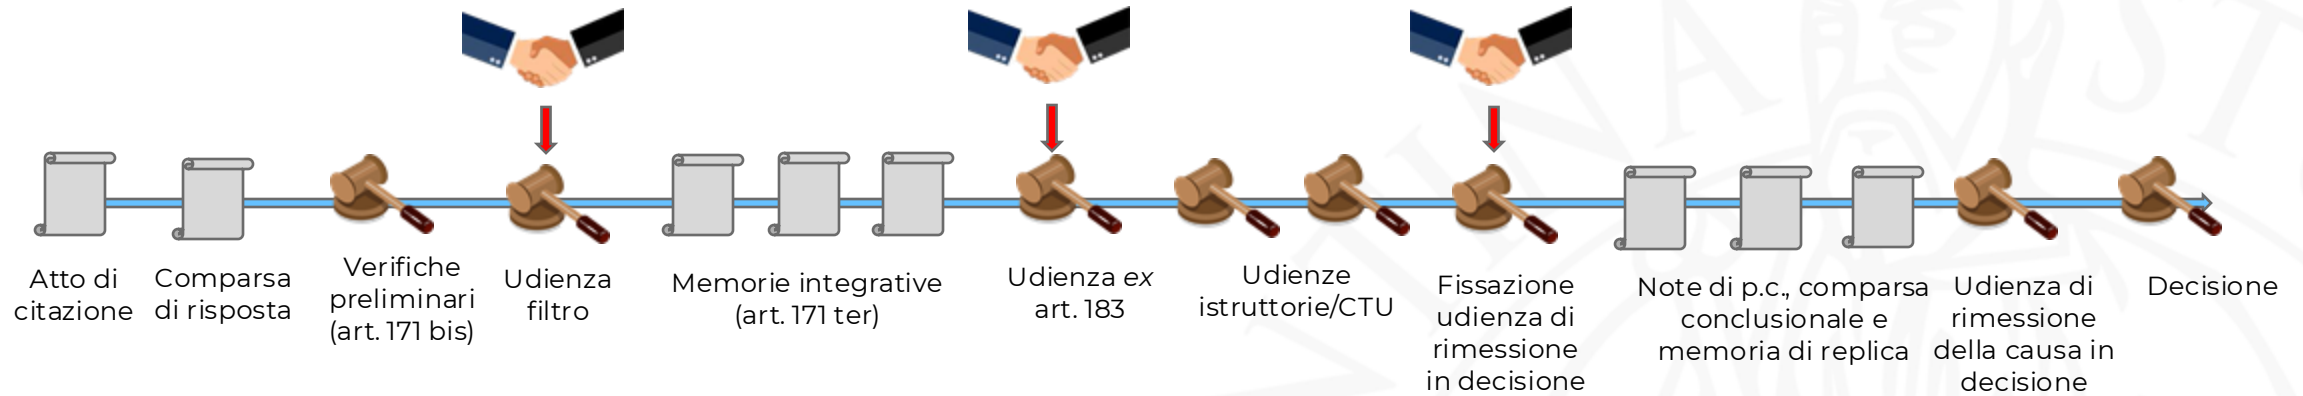 Atto di
citazione
Comparsa
di risposta
Verifiche
preliminari
(art. 171 bis)
Udienza
filtro
Memorie integrative
(art. 171 ter)
Udienza ex
art. 183
Udienze
istruttorie/CTU
Fissazione
udienza di
rimessione
in decisione
Note di p.c., comparsa
conclusionale e
memoria di replica
Udienza di
rimessione
della causa in
decisione
Decisione